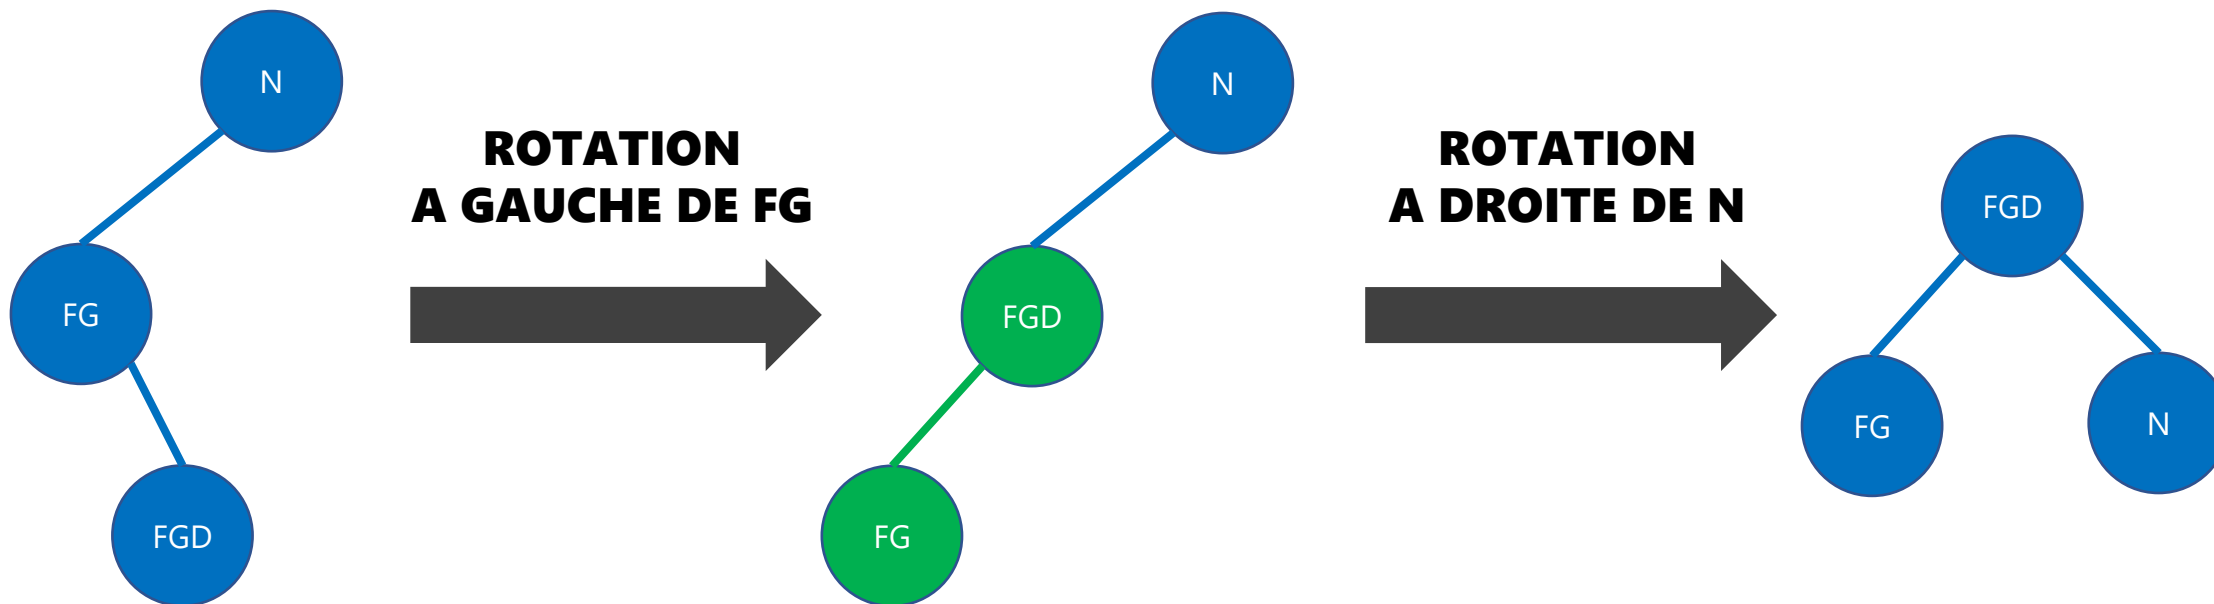 N
FG
FGD
ROTATION
A GAUCHE DE FG
N
FGD
FG
ROTATION
A DROITE DE N
FGD
FG
N